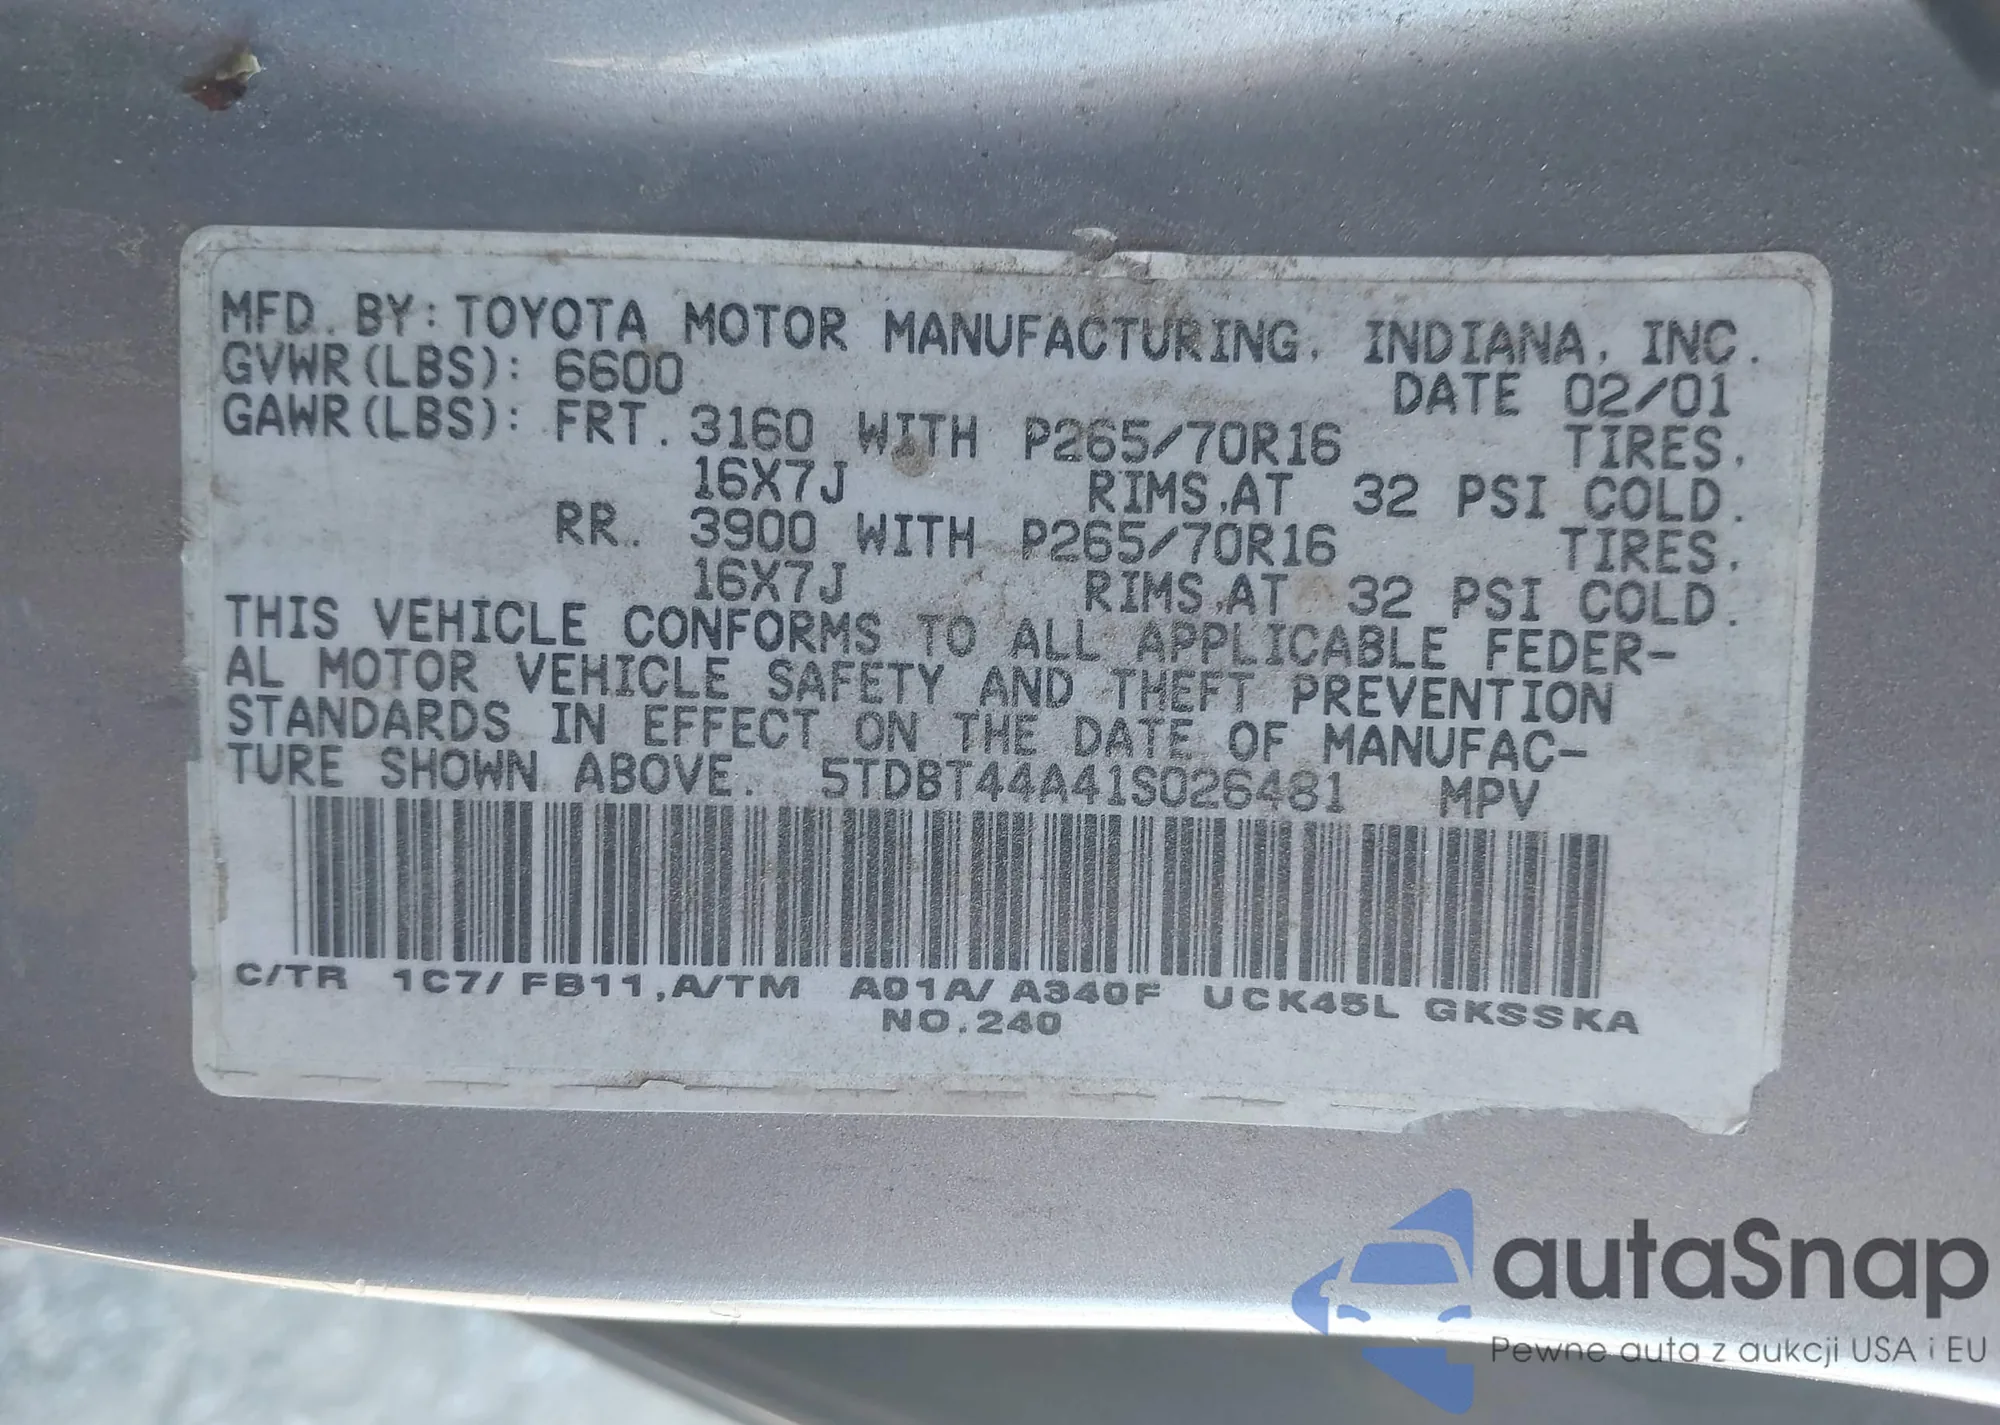 MFD. BY: TOYOTA MOTOR MANUFACTURING, INDIANA, INC.
GVWR(LBS): 6600 DATE 02/01
GAWR(LBS): FRT. 3160 WITH P265/70R16 TIRES,
16X7J RIMS,AT 32 PSI COLD.
RR. 3900 WITH P265/70R16 TIRES,
16X7J RIMS,AT 32 PSI COLD.
THIS VEHICLE CONFORMS TO ALL APPLICABLE FEDER-
AL MOTOR VEHICLE SAFETY AND THEFT PREVENTION
STANDARDS IN EFFECT ON THE DATE OF MANUFAC-
TURE SHOWN ABOVE. 5TDBT44A41S026481 MPV
C/TR 1C7/FB11,A/TM A01A/A340F UCK45L GKSSKA
NO.240
autaSnap
Pewne auta z aukcji USA i EU